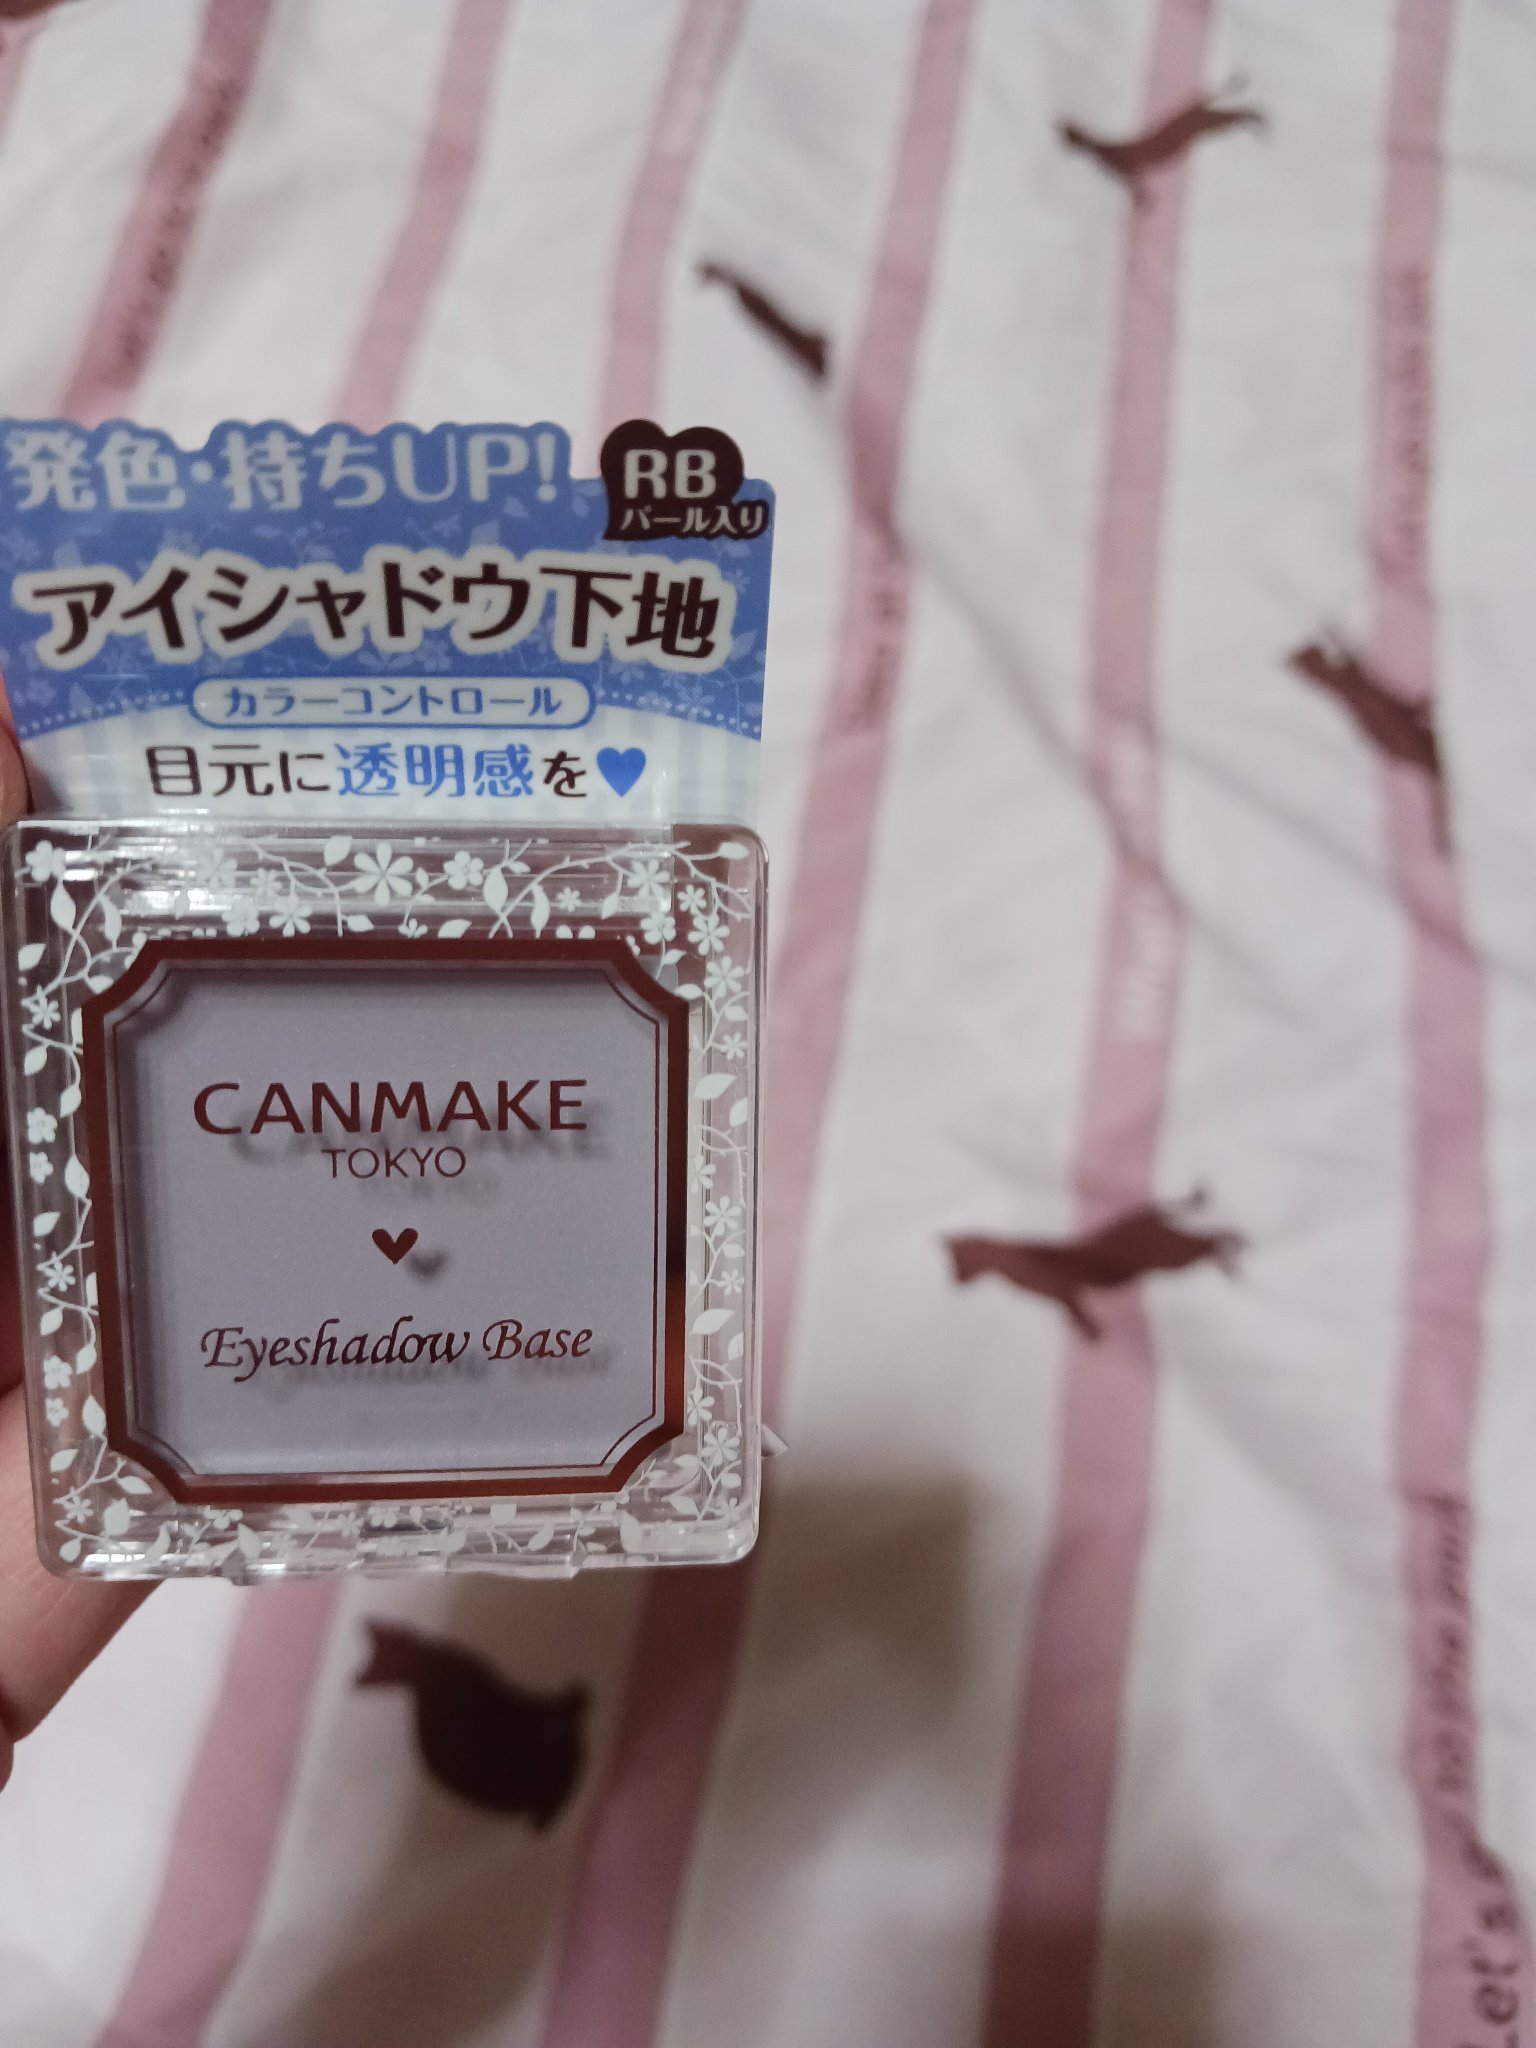 発色・持ちUP!
RB
パール入り
アイシャドウ下地
カラーコントロール
目元に透明感を♥
CANMAKE
TOKYO
Eyeshadow Base
Let's